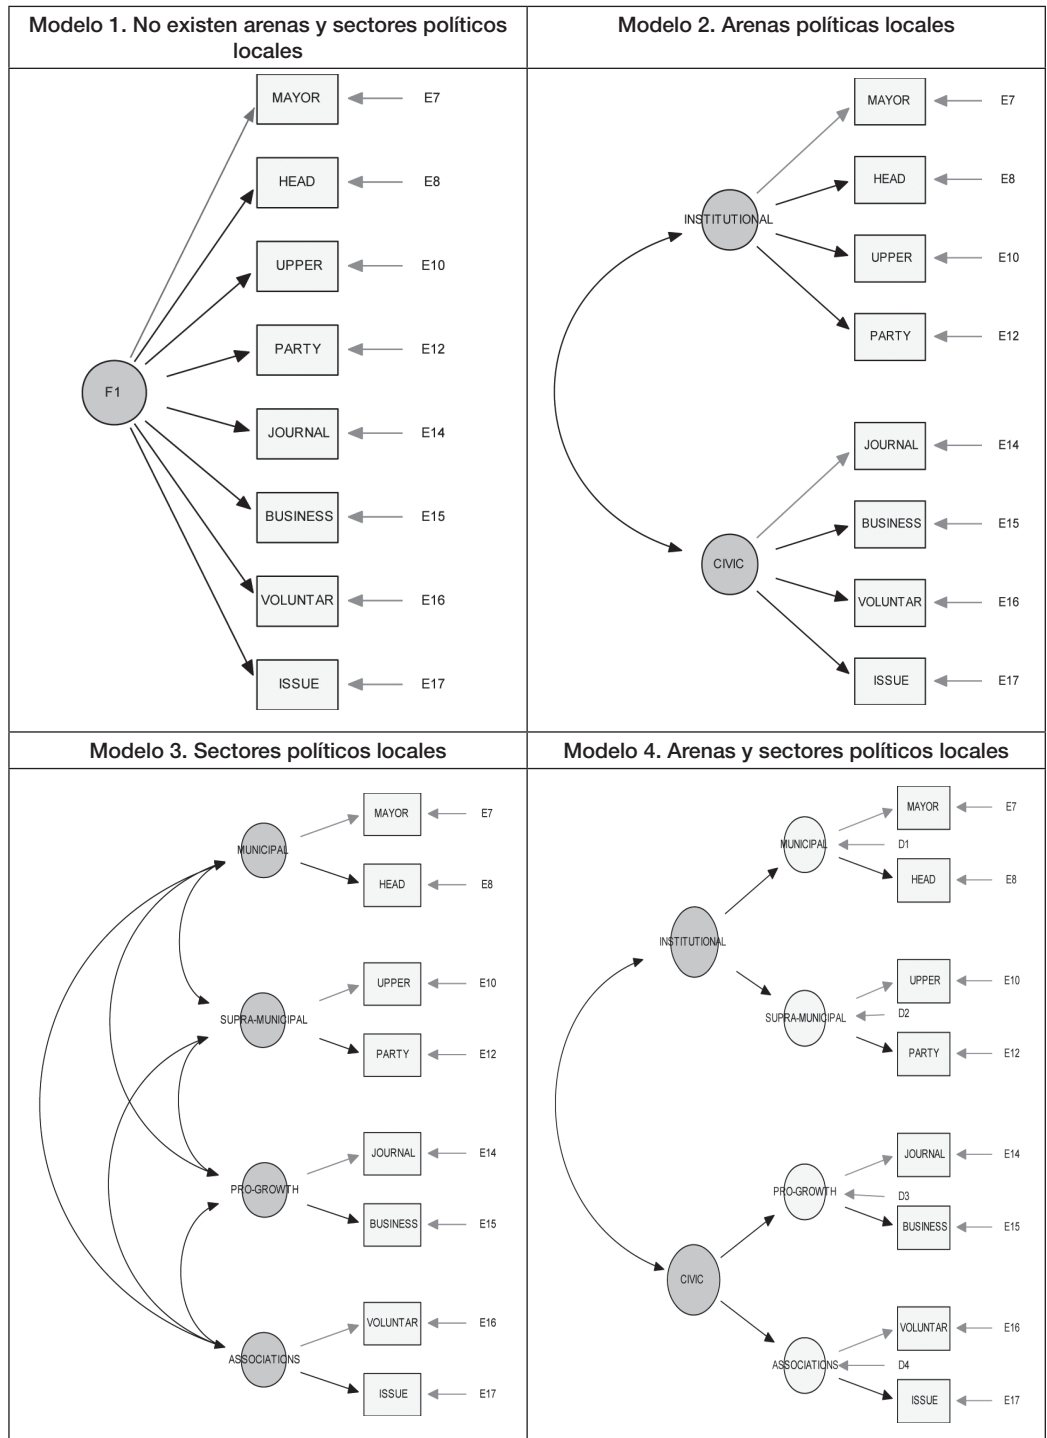 Modelo 1. No existen arenas y sectores políticos
locales
MAYOR E7
HEAD E8
UPPER E10
PARTY E12
F1
JOURNAL E14
BUSINESS E15
VOLUNTAR E16
ISSUE E17
Modelo 2. Arenas políticas locales
MAYOR E7
HEAD E8
INSTITUTIONAL
UPPER E10
PARTY E12
JOURNAL E14
BUSINESS E15
CIVIC
VOLUNTAR E16
ISSUE E17
Modelo 3. Sectores políticos locales
MAYOR E7
MUNICIPAL
HEAD E8
UPPER E10
SUPRA-MUNICIPAL
PARTY E12
JOURNAL E14
PRO-GROWTH
BUSINESS E15
VOLUNTAR E16
ASSOCIATIONS
ISSUE E17
Modelo 4. Arenas y sectores políticos locales
MAYOR E7
MUNICIPAL D1
HEAD E8
INSTITUTIONAL
UPPER E10
SUPRA-MUNICIPAL D2
PARTY E12
JOURNAL E14
PRO-GROWTH D3
BUSINESS E15
CIVIC
VOLUNTAR E16
ASSOCIATIONS D4
ISSUE E17